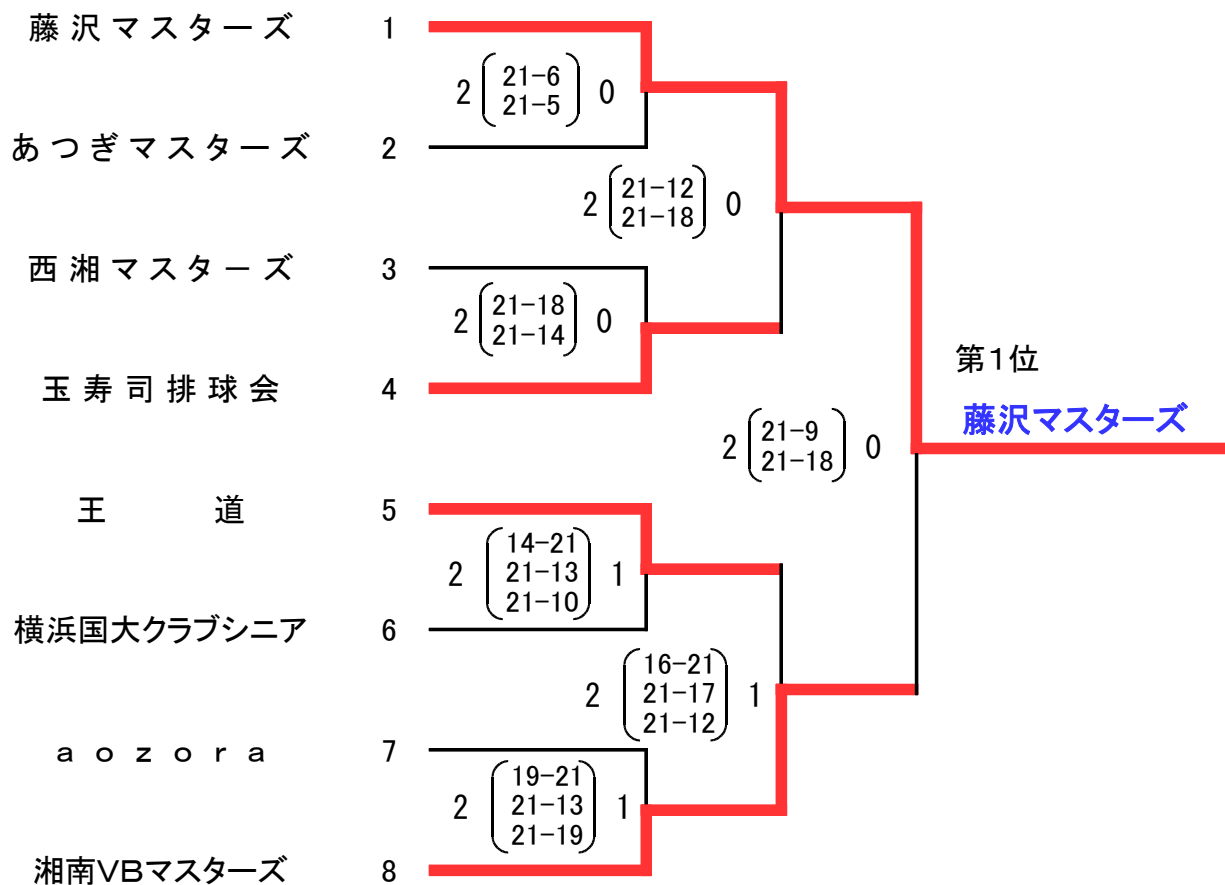 藤沢マスターズ 1
2 21-6 0
21-5
あつぎマスターズ 2
2 21-12 0
21-18
西湘マスターズ 3
2 21-18 0
21-14
玉寿司排球会 4
第1位
藤沢マスターズ
2 21-9 0
21-18
王道 5
14-21
2 21-13 1
21-10
横浜国大クラブシニア 6
16-21
2 21-17 1
21-12
aozora 7
19-21
2 21-13 1
21-19
湘南VBマスターズ 8